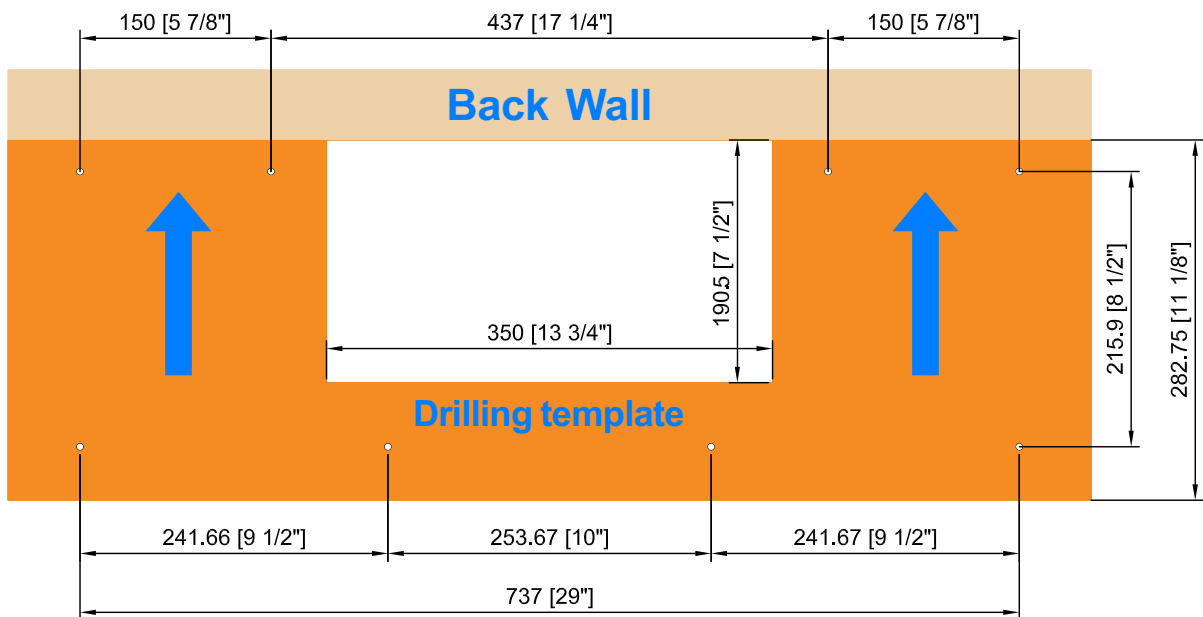 150 [5 7/8"] 437 [17 1/4"] 150 [5 7/8"]
Back Wall
190.5 [7 1/2"]
215.9 [8 1/2"]
282.75 [11 1/8"]
350 [13 3/4"]
Drilling template
241.66 [9 1/2"] 253.67 [10"] 241.67 [9 1/2"]
737 [29"]